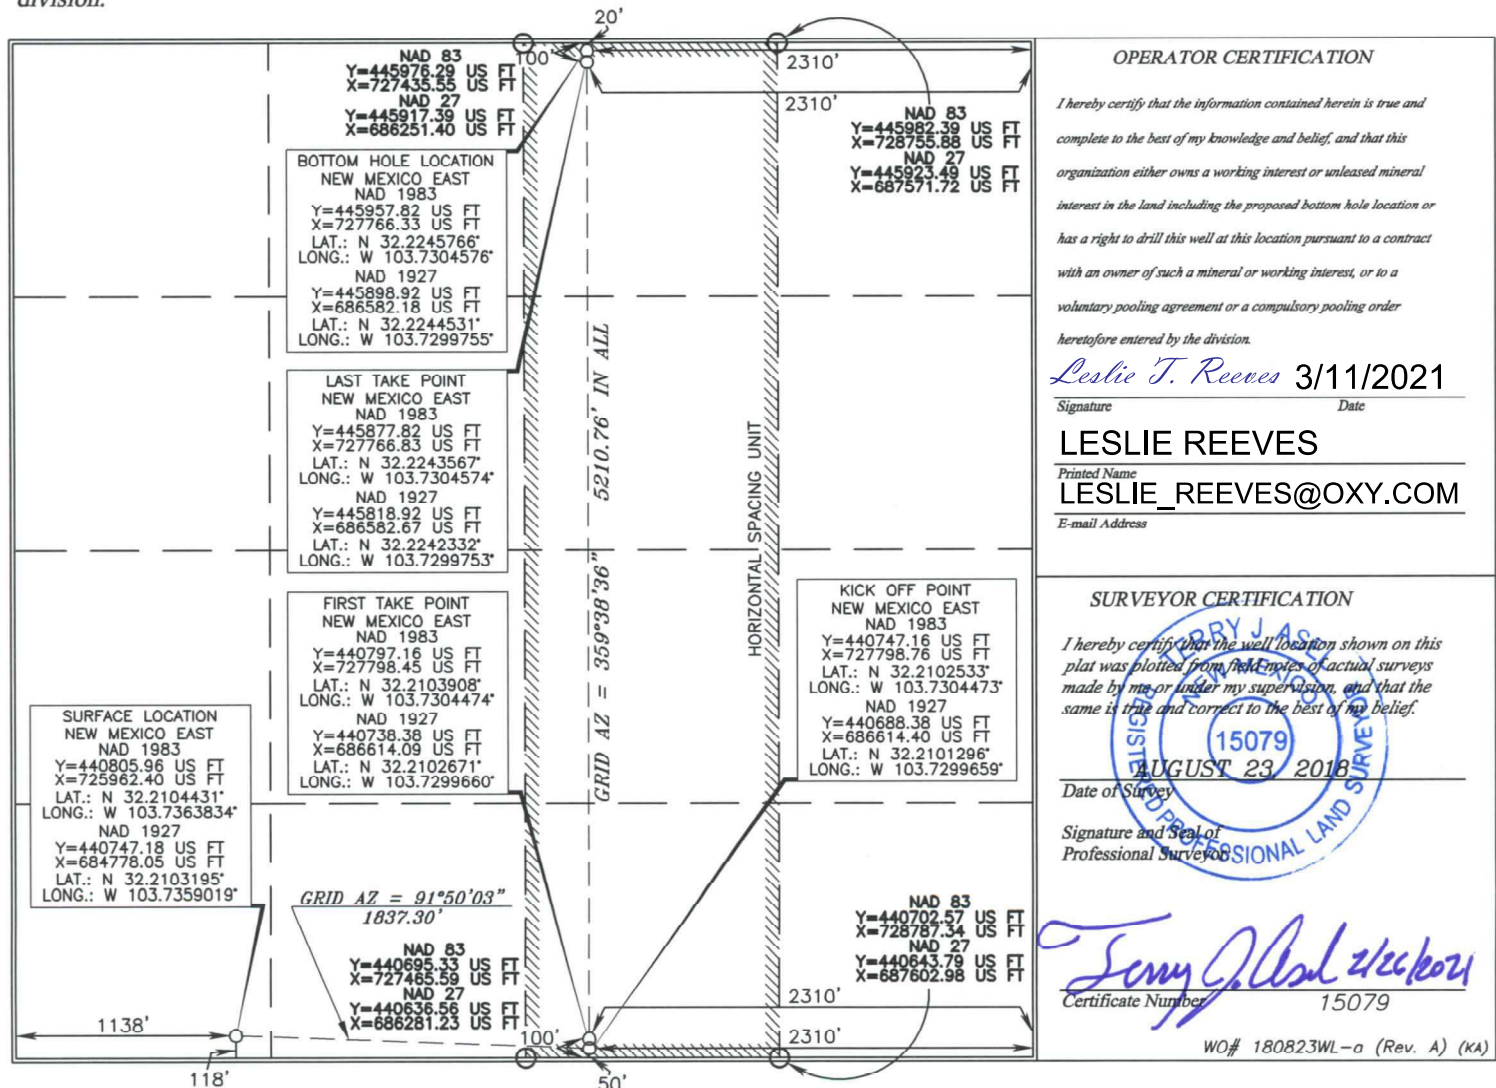 division.
20'
NAD 83
Y=445976.29 US FT
X=727435.55 US FT
NAD 27
Y=445917.39 US FT
X=686251.40 US FT
100'
2310'
2310'
NAD 83
Y=445982.39 US FT
X=728755.88 US FT
NAD 27
Y=445923.49 US FT
X=687571.72 US FT
BOTTOM HOLE LOCATION
NEW MEXICO EAST
NAD 1983
Y=445957.82 US FT
X=727766.33 US FT
LAT.: N 32.2245766°
LONG.: W 103.7304576°
NAD 1927
Y=445898.92 US FT
X=686582.18 US FT
LAT.: N 32.2244531°
LONG.: W 103.7299755°
LAST TAKE POINT
NEW MEXICO EAST
NAD 1983
Y=445877.82 US FT
X=727766.83 US FT
LAT.: N 32.2243567°
LONG.: W 103.7304574°
NAD 1927
Y=445818.92 US FT
X=686582.67 US FT
LAT.: N 32.2242332°
LONG.: W 103.7299753°
FIRST TAKE POINT
NEW MEXICO EAST
NAD 1983
Y=440797.16 US FT
X=727798.45 US FT
LAT.: N 32.2103908°
LONG.: W 103.7304474°
NAD 1927
Y=440738.38 US FT
X=686614.09 US FT
LAT.: N 32.2102671°
LONG.: W 103.7299660°
GRID AZ = 359°38'36" 5210.76' IN ALL
HORIZONTAL SPACING UNIT
KICK OFF POINT
NEW MEXICO EAST
NAD 1983
Y=440747.16 US FT
X=727798.76 US FT
LAT.: N 32.2102533°
LONG.: W 103.7304473°
NAD 1927
Y=440688.38 US FT
X=686614.40 US FT
LAT.: N 32.2101296°
LONG.: W 103.7299659°
SURFACE LOCATION
NEW MEXICO EAST
NAD 1983
Y=440805.96 US FT
X=725962.40 US FT
LAT.: N 32.2104431°
LONG.: W 103.7363834°
NAD 1927
Y=440747.18 US FT
X=684778.05 US FT
LAT.: N 32.2103195°
LONG.: W 103.7359019°
GRID AZ = 91°50'03"
1837.30'
NAD 83
Y=440695.33 US FT
X=727465.59 US FT
NAD 27
Y=440636.56 US FT
X=686281.23 US FT
NAD 83
Y=440702.57 US FT
X=728787.34 US FT
NAD 27
Y=440643.79 US FT
X=687602.98 US FT
1138'
118'
100'
50'
2310'
2310'
OPERATOR CERTIFICATION
I hereby certify that the information contained herein is true and
complete to the best of my knowledge and belief, and that this
organization either owns a working interest or unleased mineral
interest in the land including the proposed bottom hole location or
has a right to drill this well at this location pursuant to a contract
with an owner of such a mineral or working interest, or to a
voluntary pooling agreement or a compulsory pooling order
heretofore entered by the division.
Leslie T. Reeves 3/11/2021
Signature Date
LESLIE REEVES
Printed Name
LESLIE_REEVES@OXY.COM
E-mail Address
SURVEYOR CERTIFICATION
I hereby certify that the well location shown on this
plat was plotted from field notes of actual surveys
made by me or under my supervision, and that the
same is true and correct to the best of my belief.
TERRY J ASEL
NEW MEXICO
15079
REGISTERED PROFESSIONAL LAND SURVEYOR
AUGUST 23, 2018
Date of Survey
Signature and Seal of
Professional Surveyor
Terry J. Asel 2/26/2021
Certificate Number 15079
WO# 180823WL-a (Rev. A) (KA)